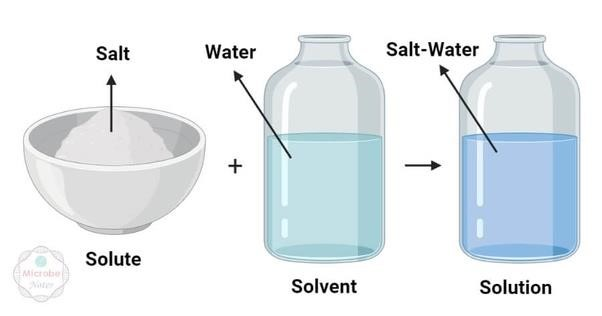 Salt
Water
Salt-Water
+
Solute
Solvent
Solution
Microbe
Notes